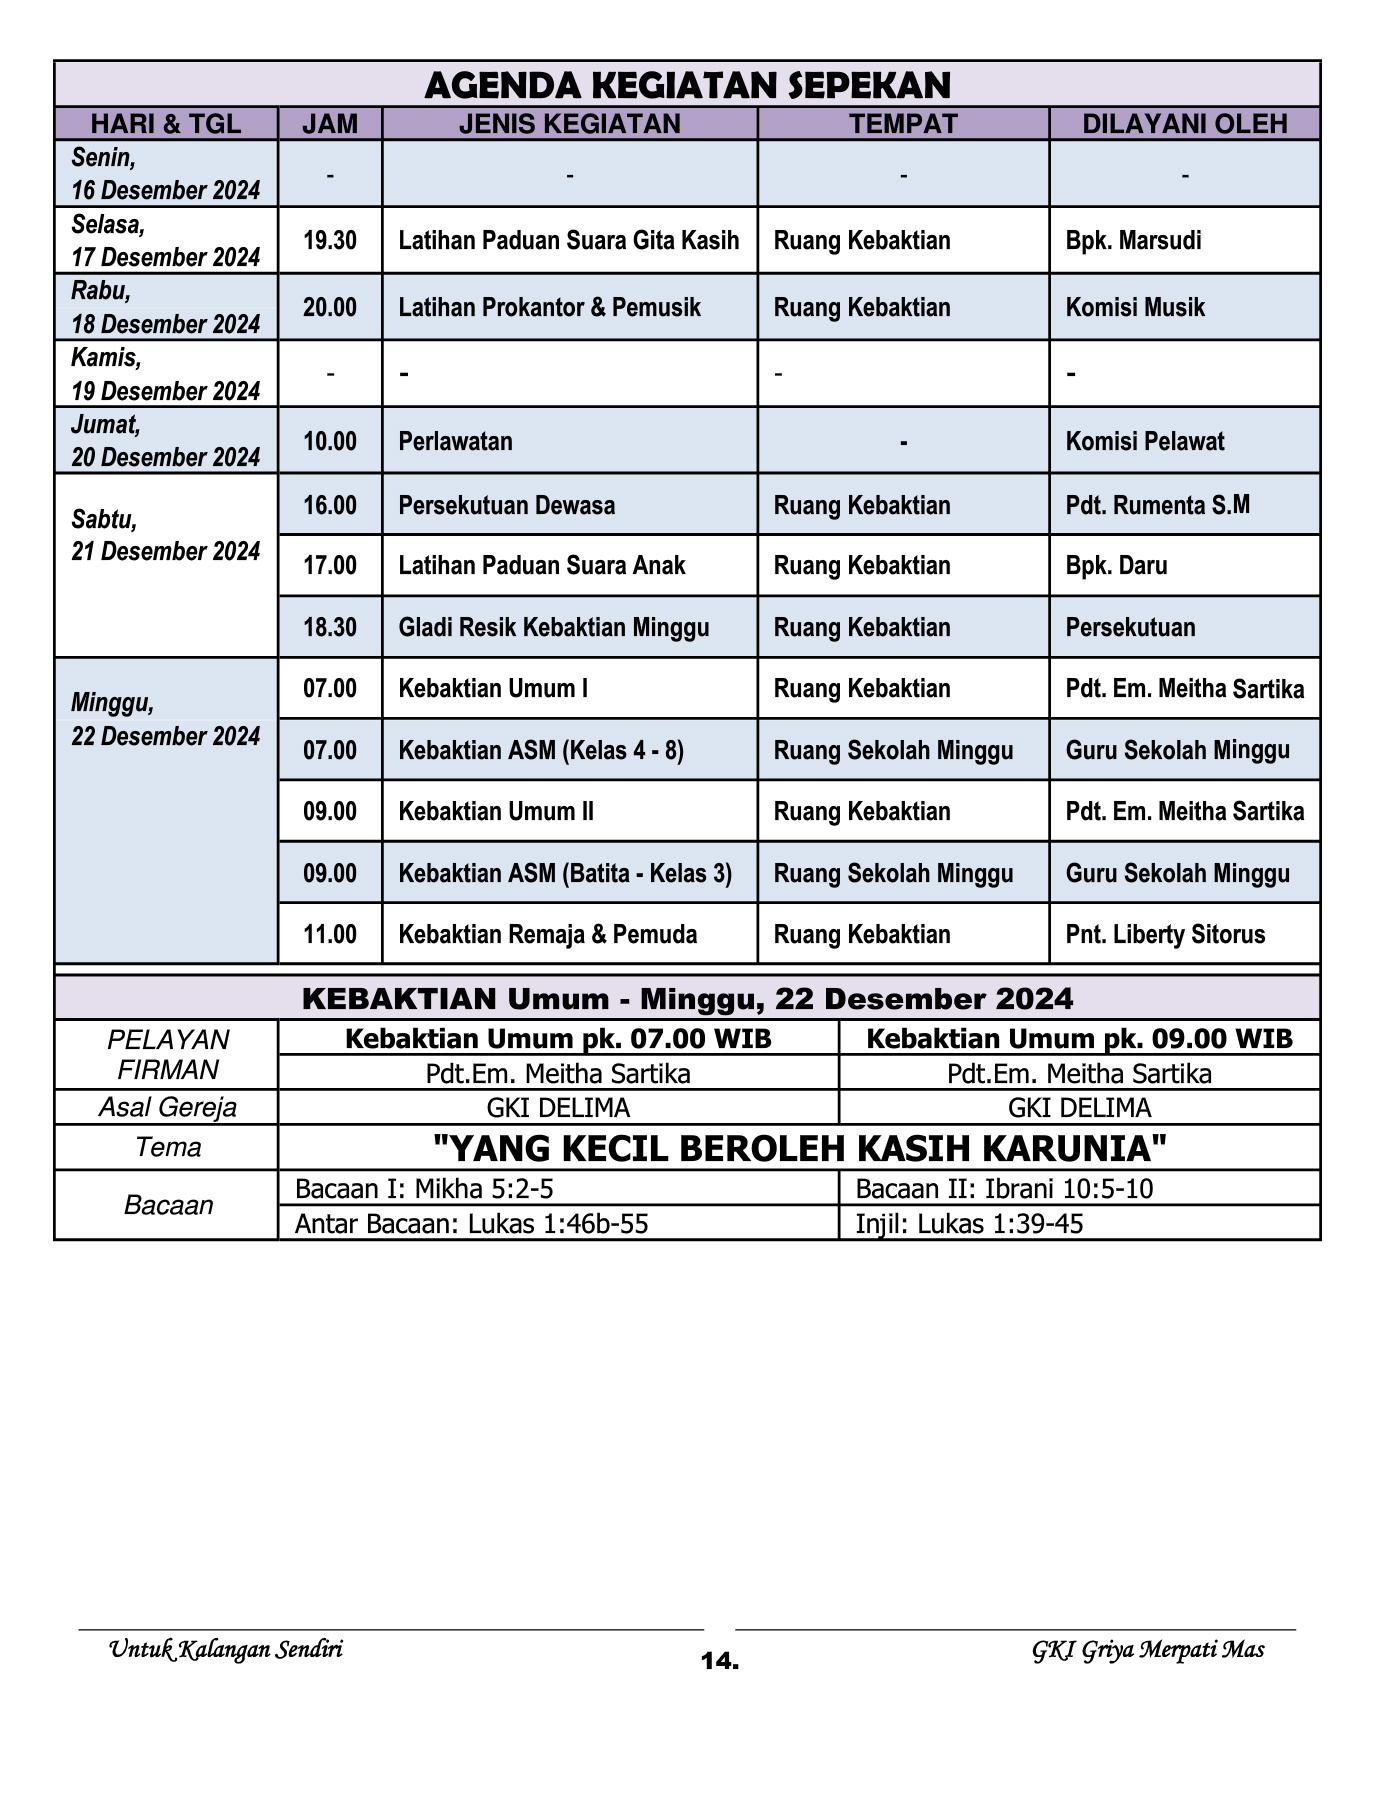 AGENDA KEGIATAN SEPEKAN
HARI & TGL JAM JENIS KEGIATAN TEMPAT DILAYANI OLEH
Senin,
16 Desember 2024 - - - -
Selasa,
17 Desember 2024 19.30 Latihan Paduan Suara Gita Kasih Ruang Kebaktian Bpk. Marsudi
Rabu,
18 Desember 2024 20.00 Latihan Prokantor & Pemusik Ruang Kebaktian Komisi Musik
Kamis,
19 Desember 2024 - - - -
Jumat,
20 Desember 2024 10.00 Perlawatan - Komisi Pelawat
Sabtu,
21 Desember 2024
16.00 Persekutuan Dewasa Ruang Kebaktian Pdt. Rumenta S.M
17.00 Latihan Paduan Suara Anak Ruang Kebaktian Bpk. Daru
18.30 Gladi Resik Kebaktian Minggu Ruang Kebaktian Persekutuan
Minggu,
22 Desember 2024
07.00 Kebaktian Umum I Ruang Kebaktian Pdt. Em. Meitha Sartika
07.00 Kebaktian ASM (Kelas 4 - 8) Ruang Sekolah Minggu Guru Sekolah Minggu
09.00 Kebaktian Umum II Ruang Kebaktian Pdt. Em. Meitha Sartika
09.00 Kebaktian ASM (Batita - Kelas 3) Ruang Sekolah Minggu Guru Sekolah Minggu
11.00 Kebaktian Remaja & Pemuda Ruang Kebaktian Pnt. Liberty Sitorus
KEBAKTIAN Umum - Minggu, 22 Desember 2024
PELAYAN
FIRMAN
Kebaktian Umum pk. 07.00 WIB Kebaktian Umum pk. 09.00 WIB
Pdt.Em. Meitha Sartika Pdt.Em. Meitha Sartika
Asal Gereja GKI DELIMA GKI DELIMA
Tema "YANG KECIL BEROLEH KASIH KARUNIA"
Bacaan
Bacaan I: Mikha 5:2-5 Bacaan II: Ibrani 10:5-10
Antar Bacaan: Lukas 1:46b-55 Injil: Lukas 1:39-45
Untuk Kalangan Sendiri 14. GKI Griya Merpati Mas